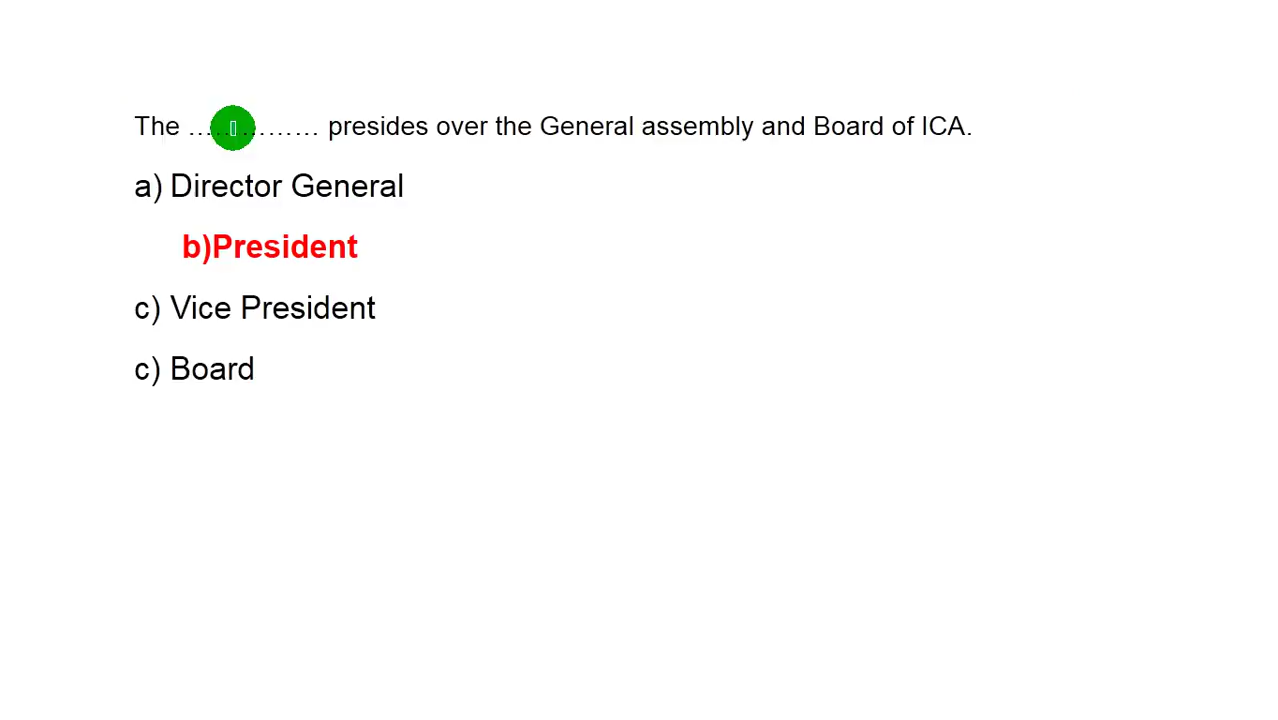 The …............ presides over the General assembly and Board of ICA.
a) Director General
b)President
c) Vice President
c) Board